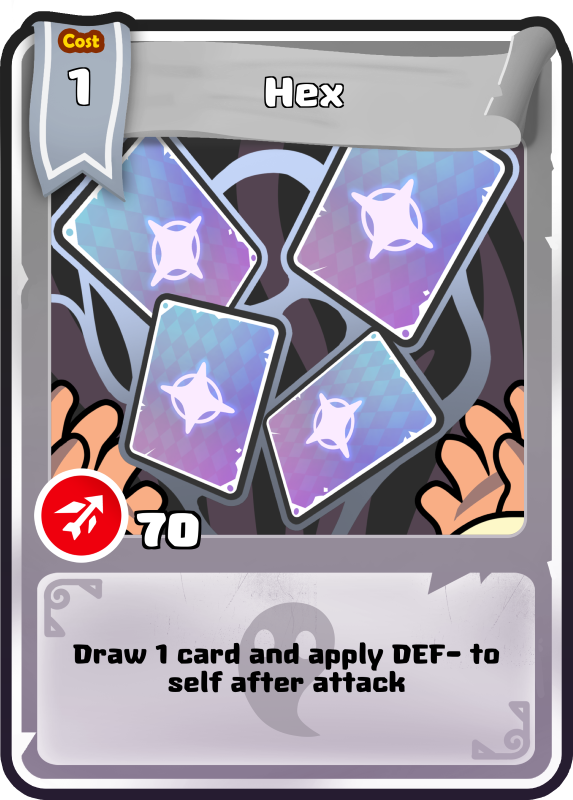 Cost
1
Hex
70
Draw 1 card and apply DEF- to
self after attack